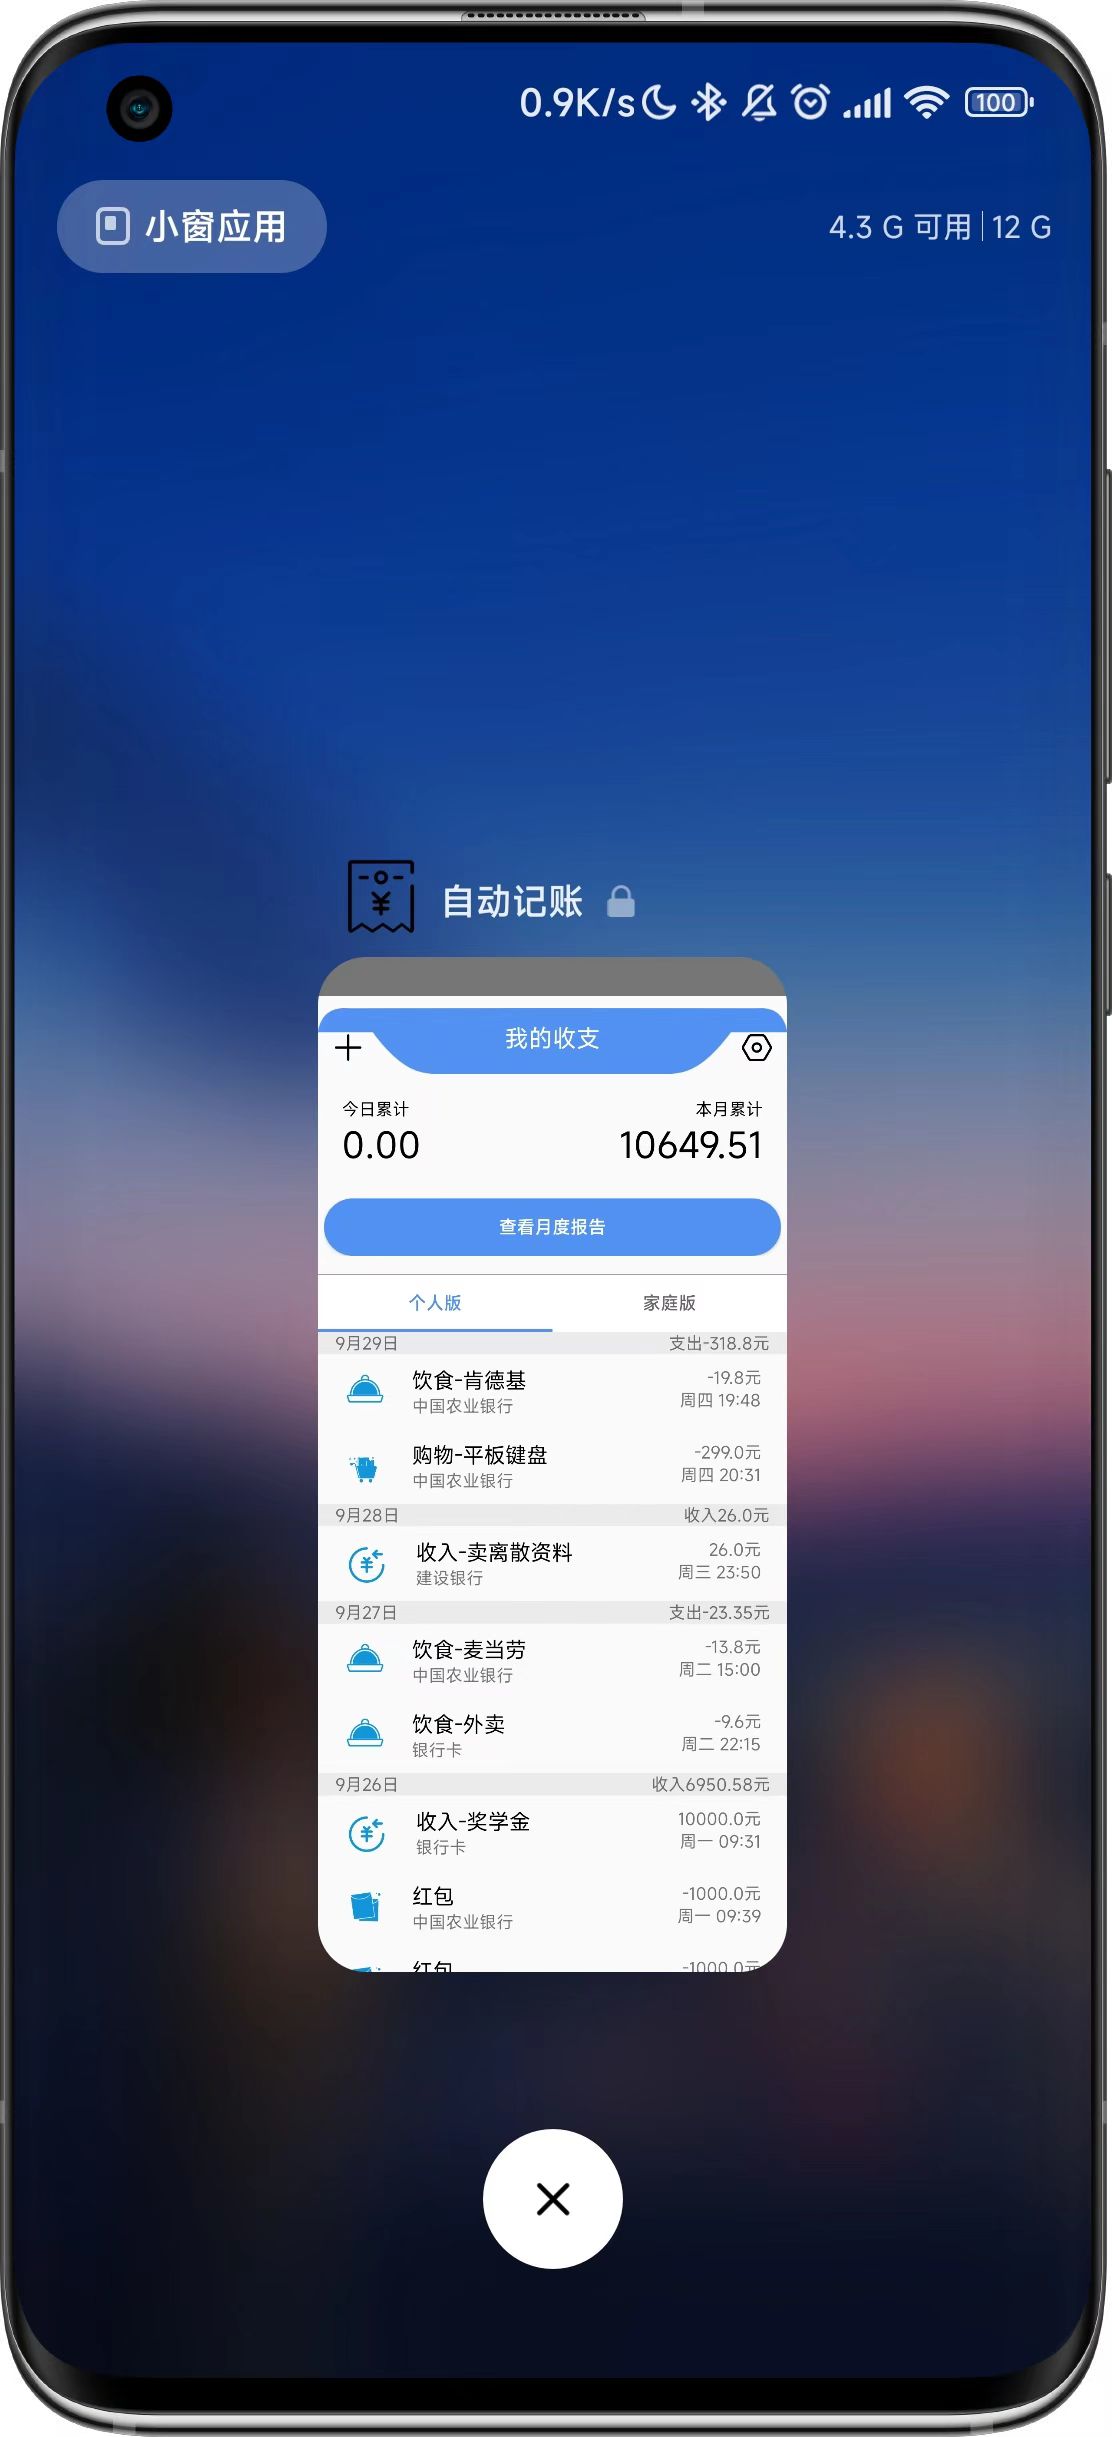 0.9K/s 100
小窗应用
4.3 G 可用 | 12 G
自动记账
我的收支
今日累计 本月累计
0.00 10649.51
查看月度报告
个人版 家庭版
9月29日 支出-318.8元
饮食-肯德基 -19.8元
中国农业银行 周四 19:48
购物-平板键盘 -299.0元
中国农业银行 周四 20:31
9月28日 收入26.0元
收入-卖离散资料 26.0元
建设银行 周三 23:50
9月27日 支出-23.35元
饮食-麦当劳 -13.8元
中国农业银行 周二 15:00
饮食-外卖 -9.6元
银行卡 周二 22:15
9月26日 收入6950.58元
收入-奖学金 10000.0元
银行卡 周一 09:31
红包 -1000.0元
中国农业银行 周一 09:39
红包 -1000.0元